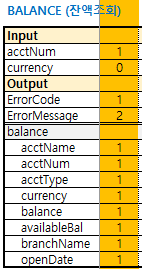 BALANCE (잔액조회)
Input
acctNum 1
currency 0
Output
ErrorCode 1
ErrorMessage 2
balance
acctName 1
acctNum 1
acctType 1
currency 1
balance 1
availableBal 1
branchName 1
openDate 1